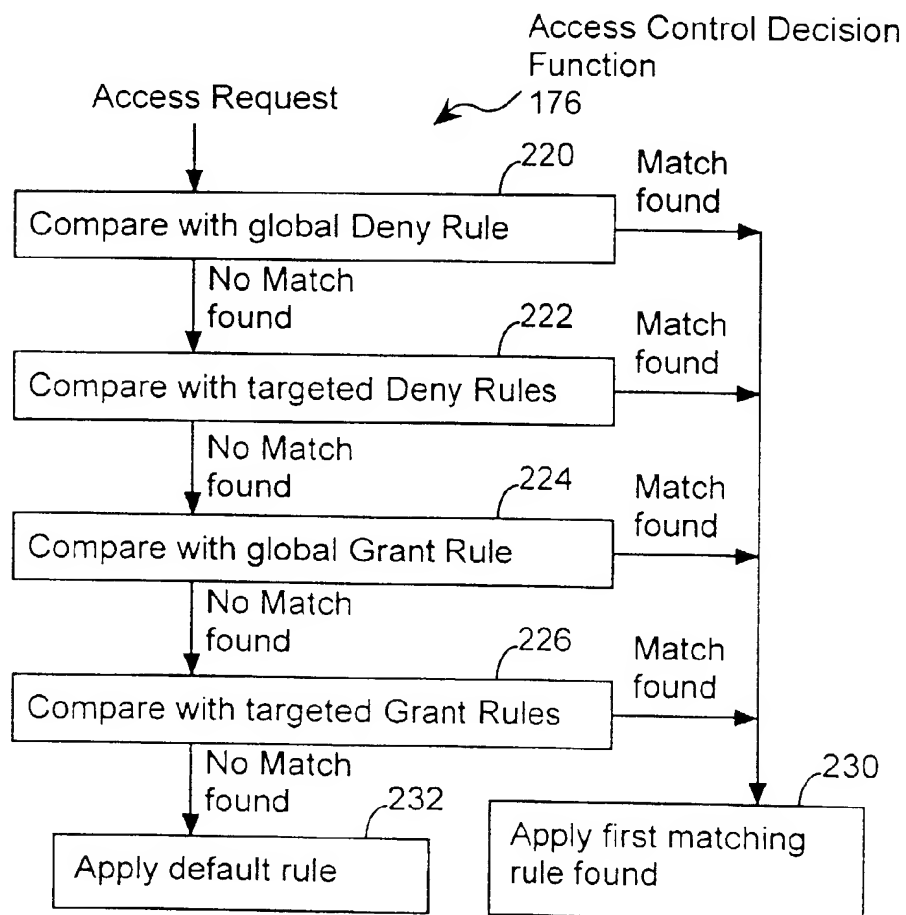 Access Control Decision
Function
176
Access Request
220
Match
found
Compare with global Deny Rule
No Match
found
222
Match
found
Compare with targeted Deny Rules
No Match
found
224
Match
found
Compare with global Grant Rule
No Match
found
226
Match
found
Compare with targeted Grant Rules
No Match
found
232
230
Apply default rule
Apply first matching
rule found